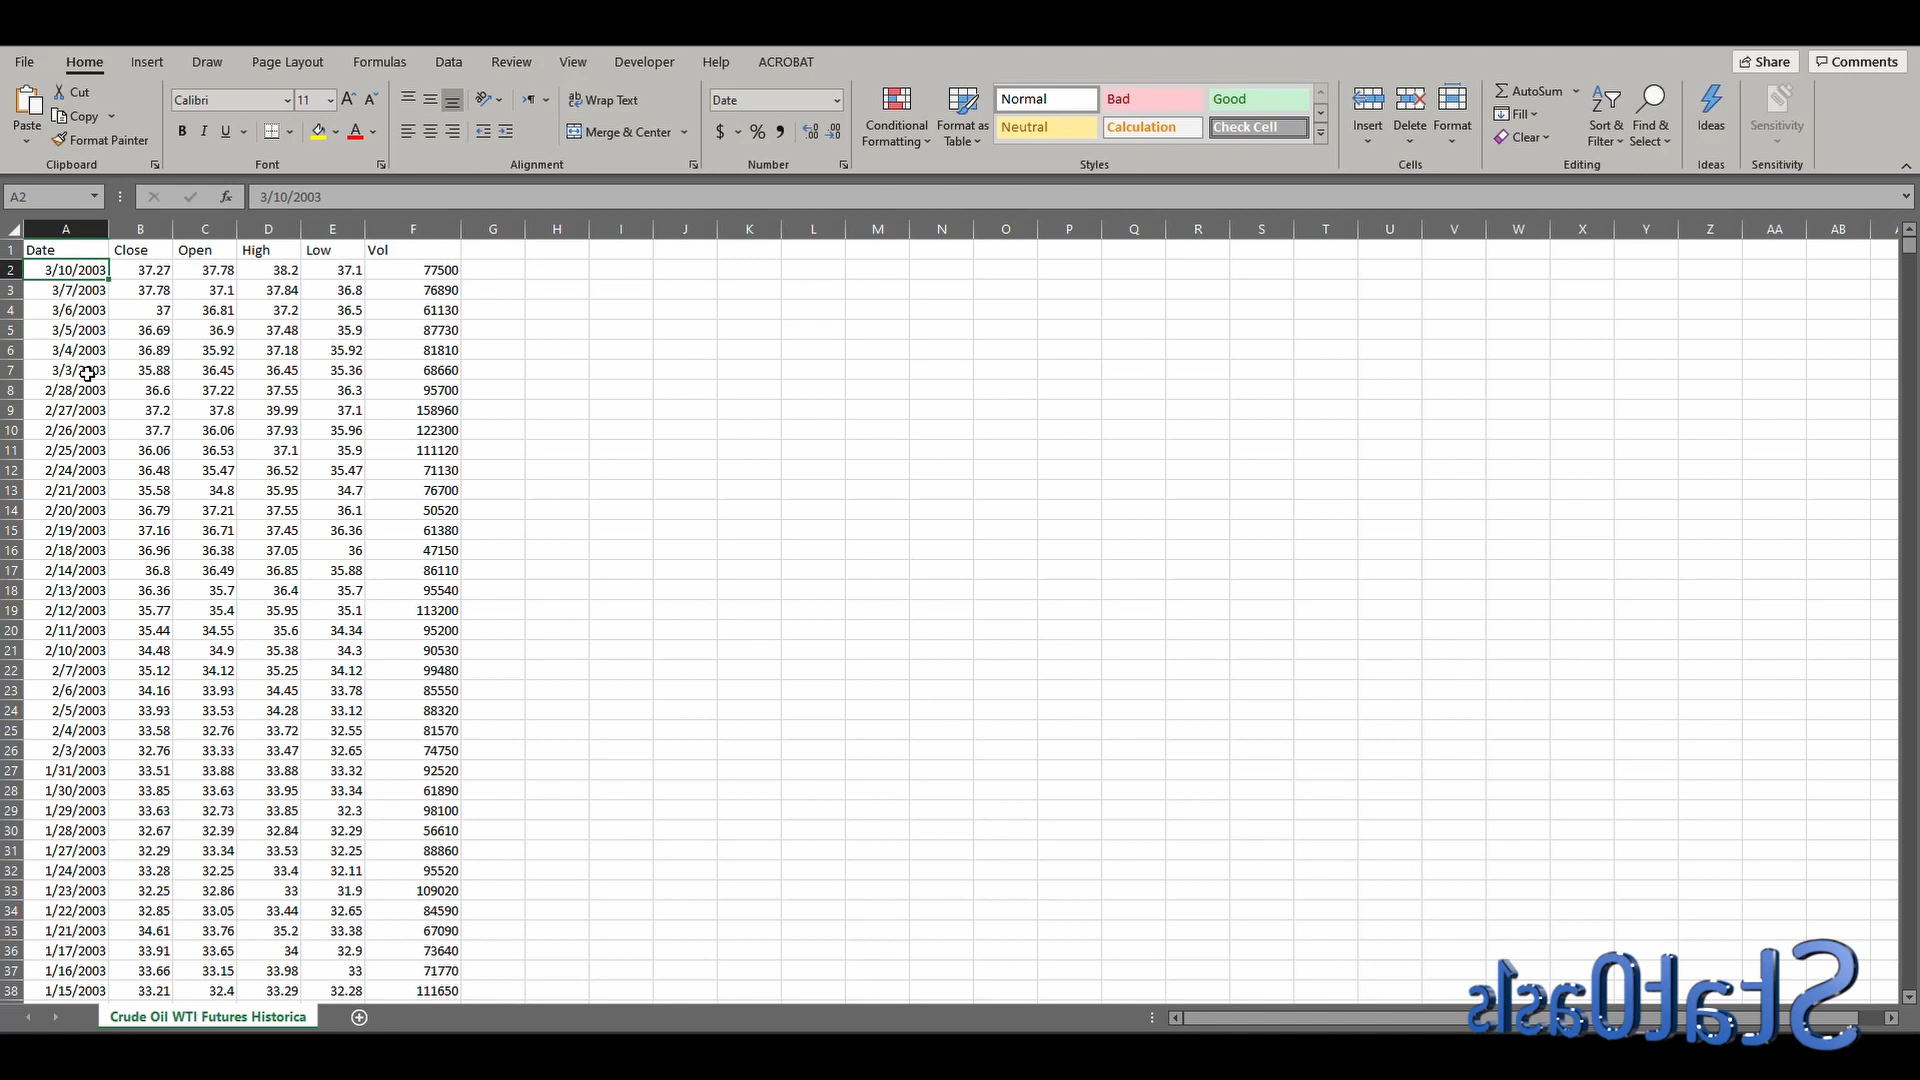 File Home Insert Draw Page Layout Formulas Data Review View Developer Help ACROBAT Share Comments
Paste Cut Copy Format Painter Clipboard
Calibri 11 B I U A Font
Wrap Text Merge & Center Alignment
Date $ % Number
Conditional Formatting Format as Table Normal Bad Good Neutral Calculation Check Cell Styles
Insert Delete Format Cells
AutoSum Fill Clear Sort & Filter Find & Select Editing
Ideas Ideas Sensitivity Sensitivity
A2 fx 3/10/2003
A B C D E F G H I J K L M N O P Q R S T U V W X Y Z AA AB
1 Date Close Open High Low Vol
2 3/10/2003 37.27 37.78 38.2 37.1 77500
3 3/7/2003 37.78 37.1 37.84 36.8 76890
4 3/6/2003 37 36.81 37.2 36.5 61130
5 3/5/2003 36.69 36.9 37.48 35.9 87730
6 3/4/2003 36.89 35.92 37.18 35.92 81810
7 3/3/2003 35.88 36.45 36.45 35.36 68660
8 2/28/2003 36.6 37.22 37.55 36.3 95700
9 2/27/2003 37.2 37.8 39.99 37.1 158960
10 2/26/2003 37.7 36.06 37.93 35.96 122300
11 2/25/2003 36.06 36.53 37.1 35.9 111120
12 2/24/2003 36.48 35.47 36.52 35.47 71130
13 2/21/2003 35.58 34.8 35.95 34.7 76700
14 2/20/2003 36.79 37.21 37.55 36.1 50520
15 2/19/2003 37.16 36.71 37.45 36.36 61380
16 2/18/2003 36.96 36.38 37.05 36 47150
17 2/14/2003 36.8 36.49 36.85 35.88 86110
18 2/13/2003 36.36 35.7 36.4 35.7 95540
19 2/12/2003 35.77 35.4 35.95 35.1 113200
20 2/11/2003 35.44 34.55 35.6 34.34 95200
21 2/10/2003 34.48 34.9 35.38 34.3 90530
22 2/7/2003 35.12 34.12 35.25 34.12 99480
23 2/6/2003 34.16 33.93 34.45 33.78 85550
24 2/5/2003 33.93 33.53 34.28 33.12 88320
25 2/4/2003 33.58 32.76 33.72 32.55 81570
26 2/3/2003 32.76 33.33 33.47 32.65 74750
27 1/31/2003 33.51 33.88 33.88 33.32 92520
28 1/30/2003 33.85 33.63 33.95 33.34 61890
29 1/29/2003 33.63 32.73 33.85 32.3 98100
30 1/28/2003 32.67 32.39 32.84 32.29 56610
31 1/27/2003 32.29 33.34 33.53 32.25 88860
32 1/24/2003 33.28 32.25 33.4 32.11 95520
33 1/23/2003 32.25 32.86 33 31.9 109020
34 1/22/2003 32.85 33.05 33.44 32.65 84590
35 1/21/2003 34.61 33.76 35.2 33.38 67090
36 1/17/2003 33.91 33.65 34 32.9 73640
37 1/16/2003 33.66 33.15 33.98 33 71770
38 1/15/2003 33.21 32.4 33.29 32.28 111650
Crude Oil WTI Futures Historica
StatOasis